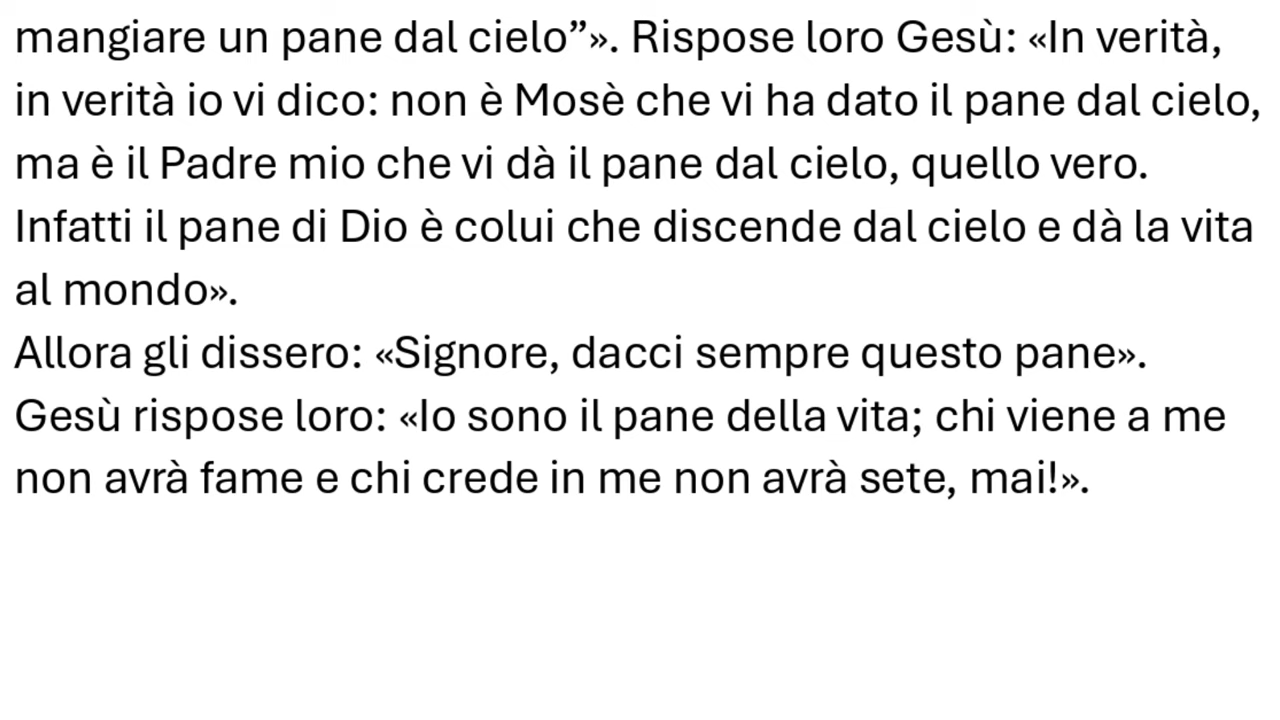 mangiare un pane dal cielo”». Rispose loro Gesù: «In verità,
in verità io vi dico: non è Mosè che vi ha dato il pane dal cielo,
ma è il Padre mio che vi dà il pane dal cielo, quello vero.
Infatti il pane di Dio è colui che discende dal cielo e dà la vita
al mondo».
Allora gli dissero: «Signore, dacci sempre questo pane».
Gesù rispose loro: «Io sono il pane della vita; chi viene a me
non avrà fame e chi crede in me non avrà sete, mai!».